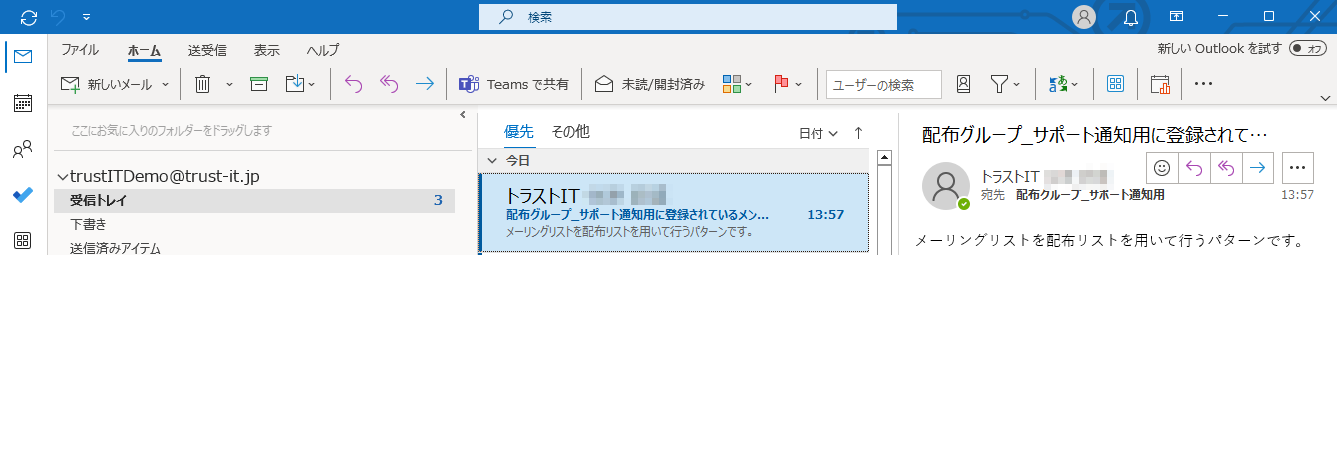 検索
ファイル ホーム 送受信 表示 ヘルプ
新しい Outlook を試す オフ
新しいメール
Teams で共有
未読/開封済み
ユーザーの検索
ここにお気に入りのフォルダーをドラッグします
trustITDemo@trust-it.jp
受信トレイ 3
下書き
送信済みアイテム
優先 その他 日付
今日
トラストIT
配布グループ_サポート通知用に登録されているメン... 13:57
メーリングリストを配布リストを用いて行うパターンです。
配布グループ_サポート通知用に登録されて…
トラストIT
宛先 配布グループ_サポート通知用 13:57
メーリングリストを配布リストを用いて行うパターンです。